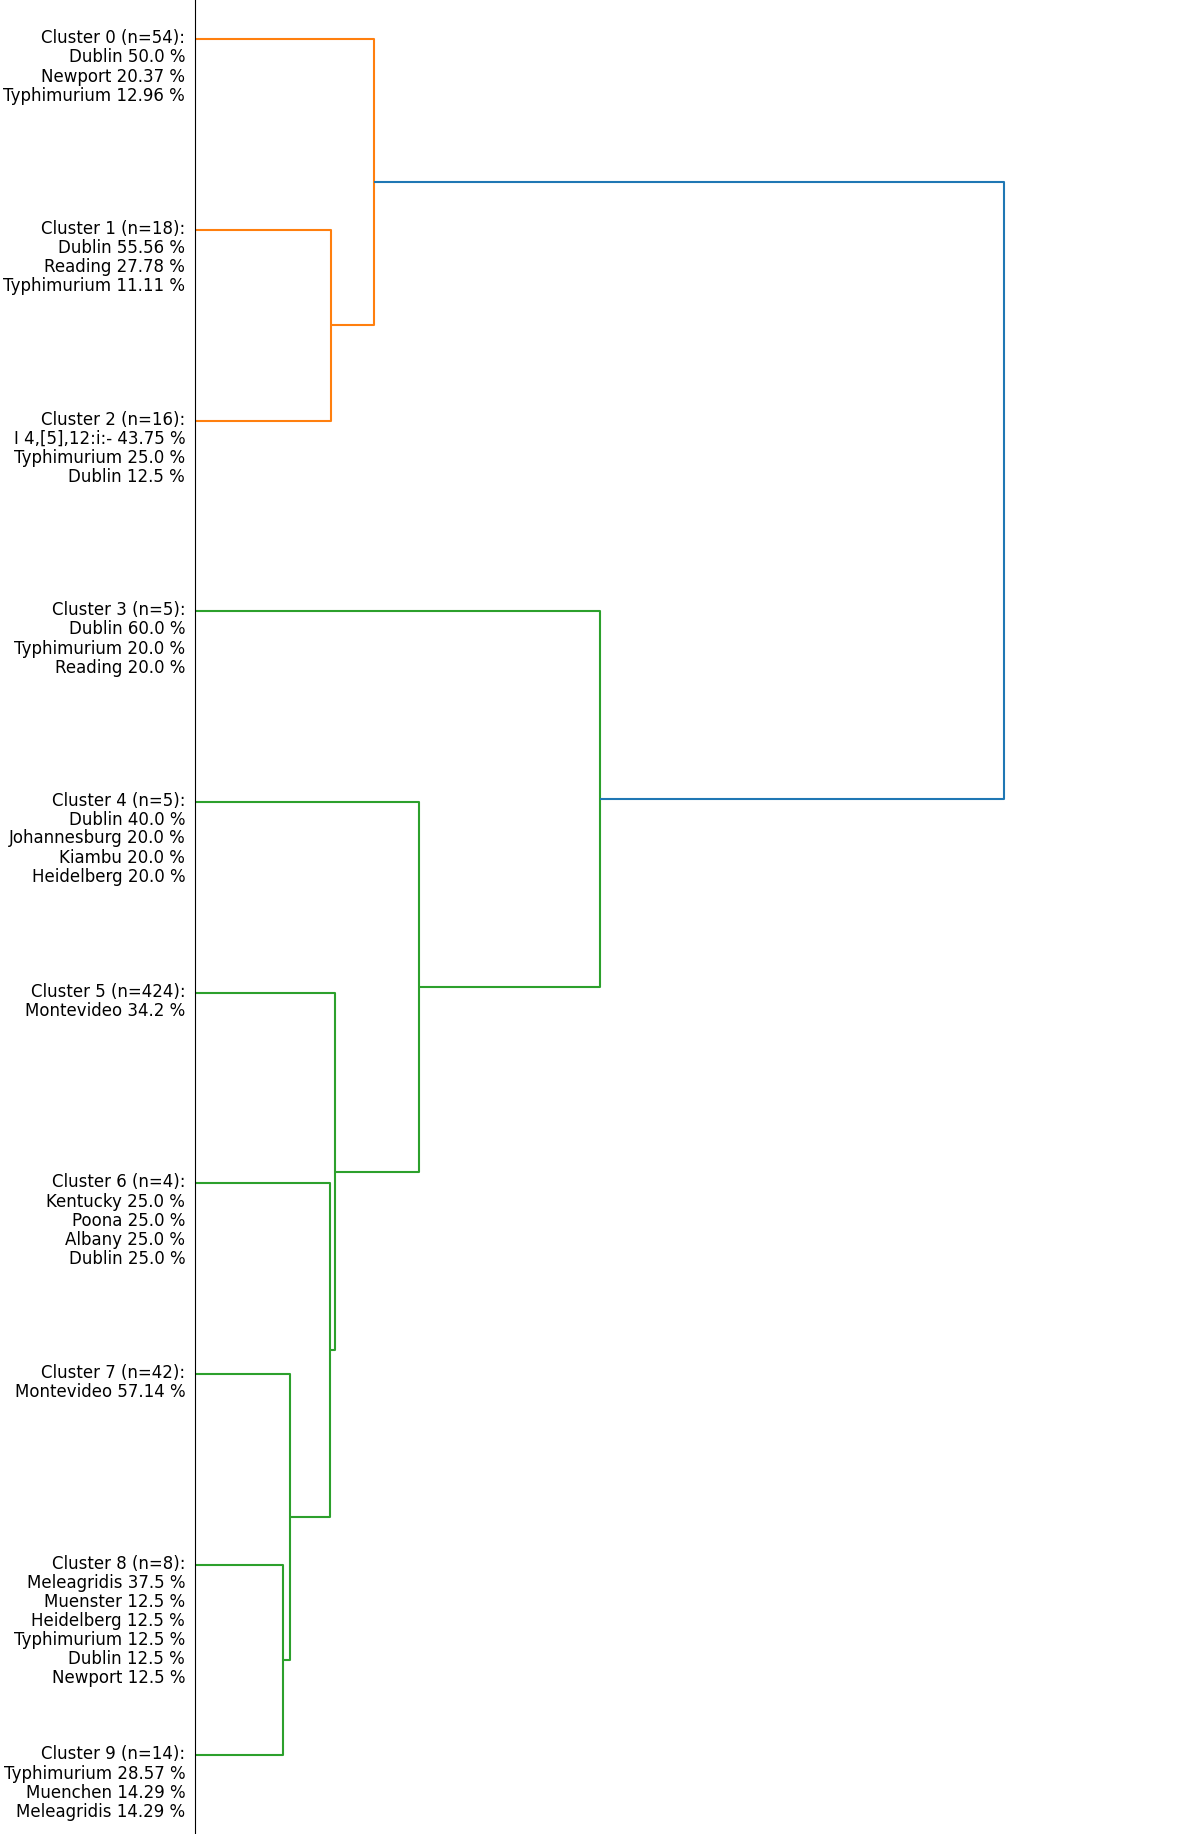 Cluster 0 (n=54):
Dublin 50.0 %
Newport 20.37 %
Typhimurium 12.96 %
Cluster 1 (n=18):
Dublin 55.56 %
Reading 27.78 %
Typhimurium 11.11 %
Cluster 2 (n=16):
I 4,[5],12:i:- 43.75 %
Typhimurium 25.0 %
Dublin 12.5 %
Cluster 3 (n=5):
Dublin 60.0 %
Typhimurium 20.0 %
Reading 20.0 %
Cluster 4 (n=5):
Dublin 40.0 %
Johannesburg 20.0 %
Kiambu 20.0 %
Heidelberg 20.0 %
Cluster 5 (n=424):
Montevideo 34.2 %
Cluster 6 (n=4):
Kentucky 25.0 %
Poona 25.0 %
Albany 25.0 %
Dublin 25.0 %
Cluster 7 (n=42):
Montevideo 57.14 %
Cluster 8 (n=8):
Meleagridis 37.5 %
Muenster 12.5 %
Heidelberg 12.5 %
Typhimurium 12.5 %
Dublin 12.5 %
Newport 12.5 %
Cluster 9 (n=14):
Typhimurium 28.57 %
Muenchen 14.29 %
Meleagridis 14.29 %